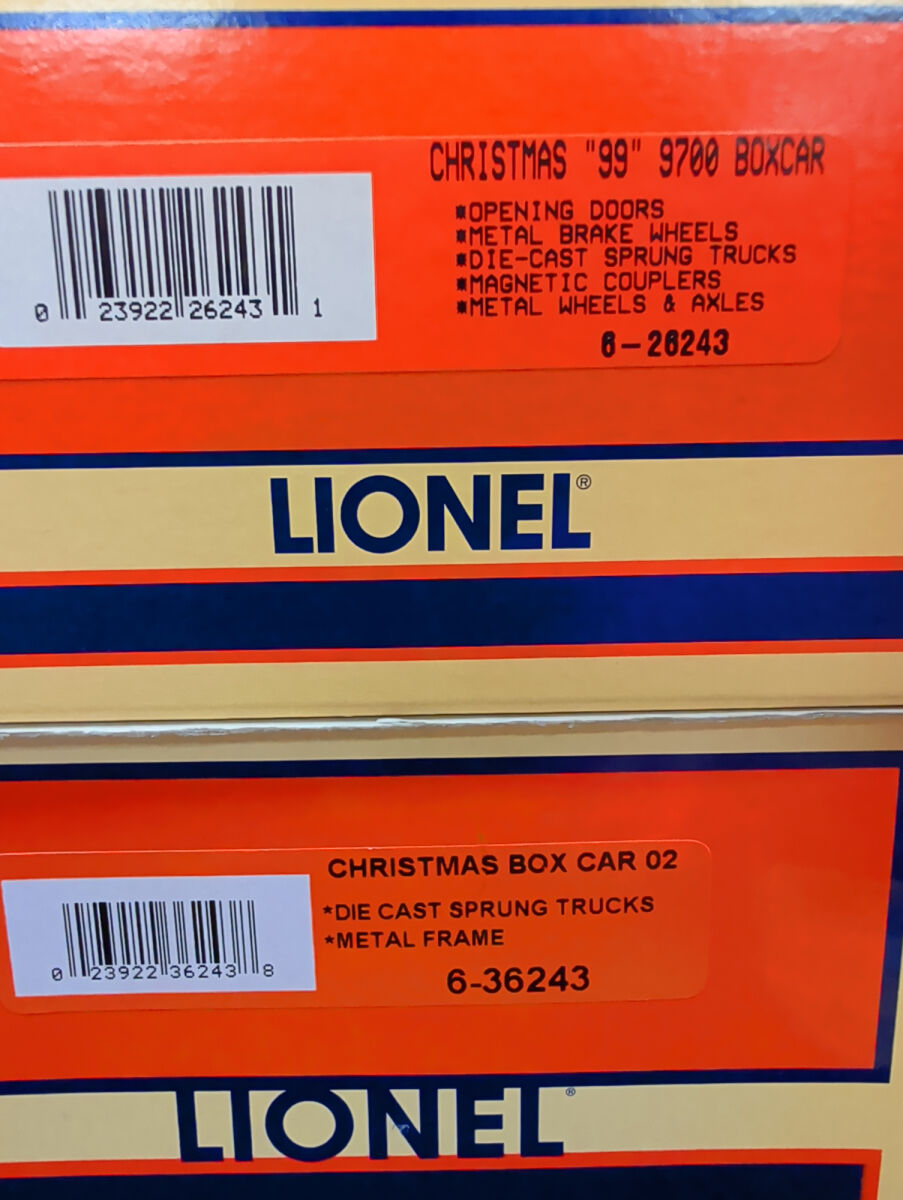 CHRISTMAS "99" 9700 BOXCAR
*OPENING DOORS
*METAL BRAKE WHEELS
*DIE-CAST SPRUNG TRUCKS
*MAGNETIC COUPLERS
*METAL WHEELS & AXLES
6-26243
0 23922 26243 1
LIONEL®
CHRISTMAS BOX CAR 02
*DIE CAST SPRUNG TRUCKS
*METAL FRAME
6-36243
0 23922 36243 8
LIONEL®